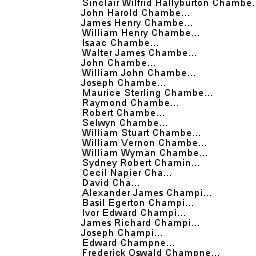 Sinclair Wilfrid Hallyburton Chambe.
John Harold Chambe...
James Henry Chambe...
William Henry Chambe...
Isaac Chambe...
Walter James Chambe...
John Chambe...
William John Chambe...
Joseph Chambe...
Maurice Sterling Chambe...
Raymond Chambe...
Robert Chambe...
Selwyn Chambe...
William Stuart Chambe...
William Vernon Chambe...
William Wyman Chambe...
Sydney Robert Chamin...
Cecil Napier Cha...
David Cha...
Alexander James Champi...
Basil Egerton Champi...
Ivor Edward Champi...
James Richard Champi...
Joseph Champi...
Edward Champne...
Frederick Oswald Champne...